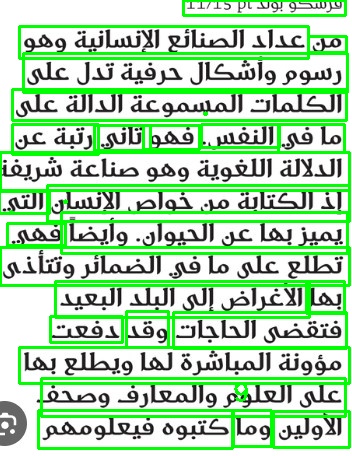 فرسكو بولد 11/15 pt
من عداد الصنائع الإنسانية وهو
رسوم وأشكال حرفية تدل على
الكلمات المسموعة الدالة على
ما في النفس. فهو ثاني رتبة عن
الدلالة اللغوية وهو صناعة شريفة
إذ الكتابة من خواص الإنسان التي
يميز بها عن الحيوان. وأيضاً فهي
تطلع على ما في الضمائر وتتأدى
بها الأغراض إلى البلد البعيد
فتقضى الحاجات وقد دفعت
مؤونة المباشرة لها ويطلع بها
على العلوم والمعارف وصحف
الأولين وما كتبوه فيعلومهم